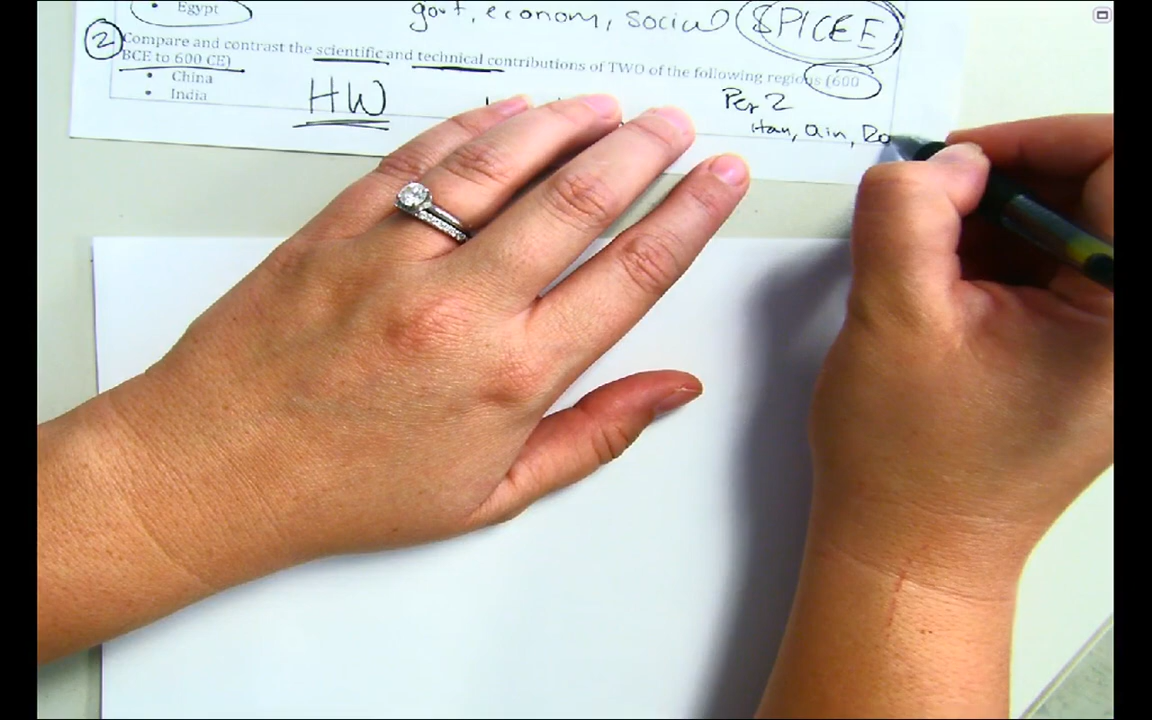 • Egypt
govt, econom, social SPICEE
2 Compare and contrast the scientific and technical contributions of TWO of the following regions (600
BCE to 600 CE)
• China
• India
HW
Per 2
Han, Qin, Ro